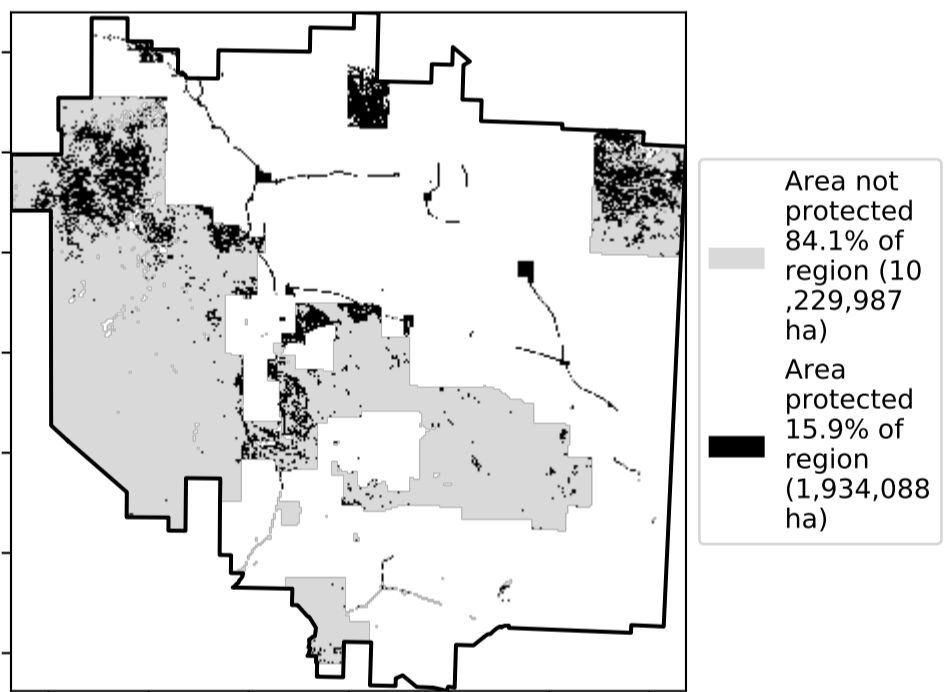 Area not
protected
84.1% of
region (10
,229,987
ha)
Area
protected
15.9% of
region
(1,934,088
ha)